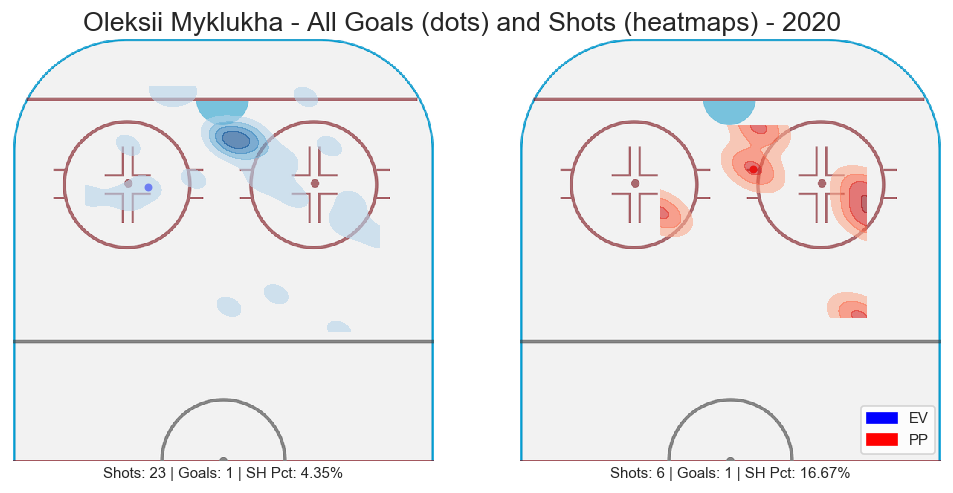 Oleksii Myklukha - All Goals (dots) and Shots (heatmaps) - 2020
EV
PP
Shots: 23 | Goals: 1 | SH Pct: 4.35%
Shots: 6 | Goals: 1 | SH Pct: 16.67%